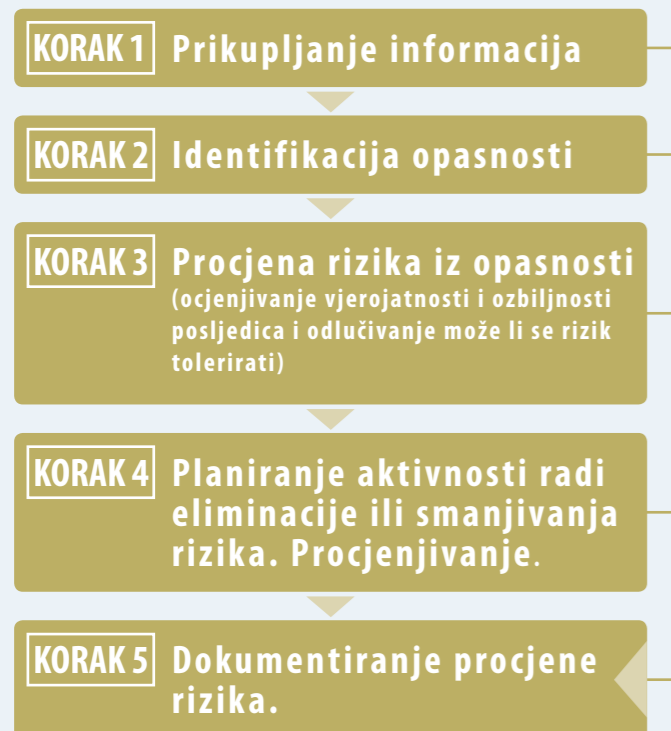 KORAK 1 Prikupljanje informacija
KORAK 2 Identifikacija opasnosti
KORAK 3 Procjena rizika iz opasnosti
(ocjenjivanje vjerojatnosti i ozbiljnosti
posljedica i odlučivanje može li se rizik
tolerirati)
KORAK 4 Planiranje aktivnosti radi
eliminacije ili smanjivanja
rizika. Procjenjivanje.
KORAK 5 Dokumentiranje procjene
rizika.